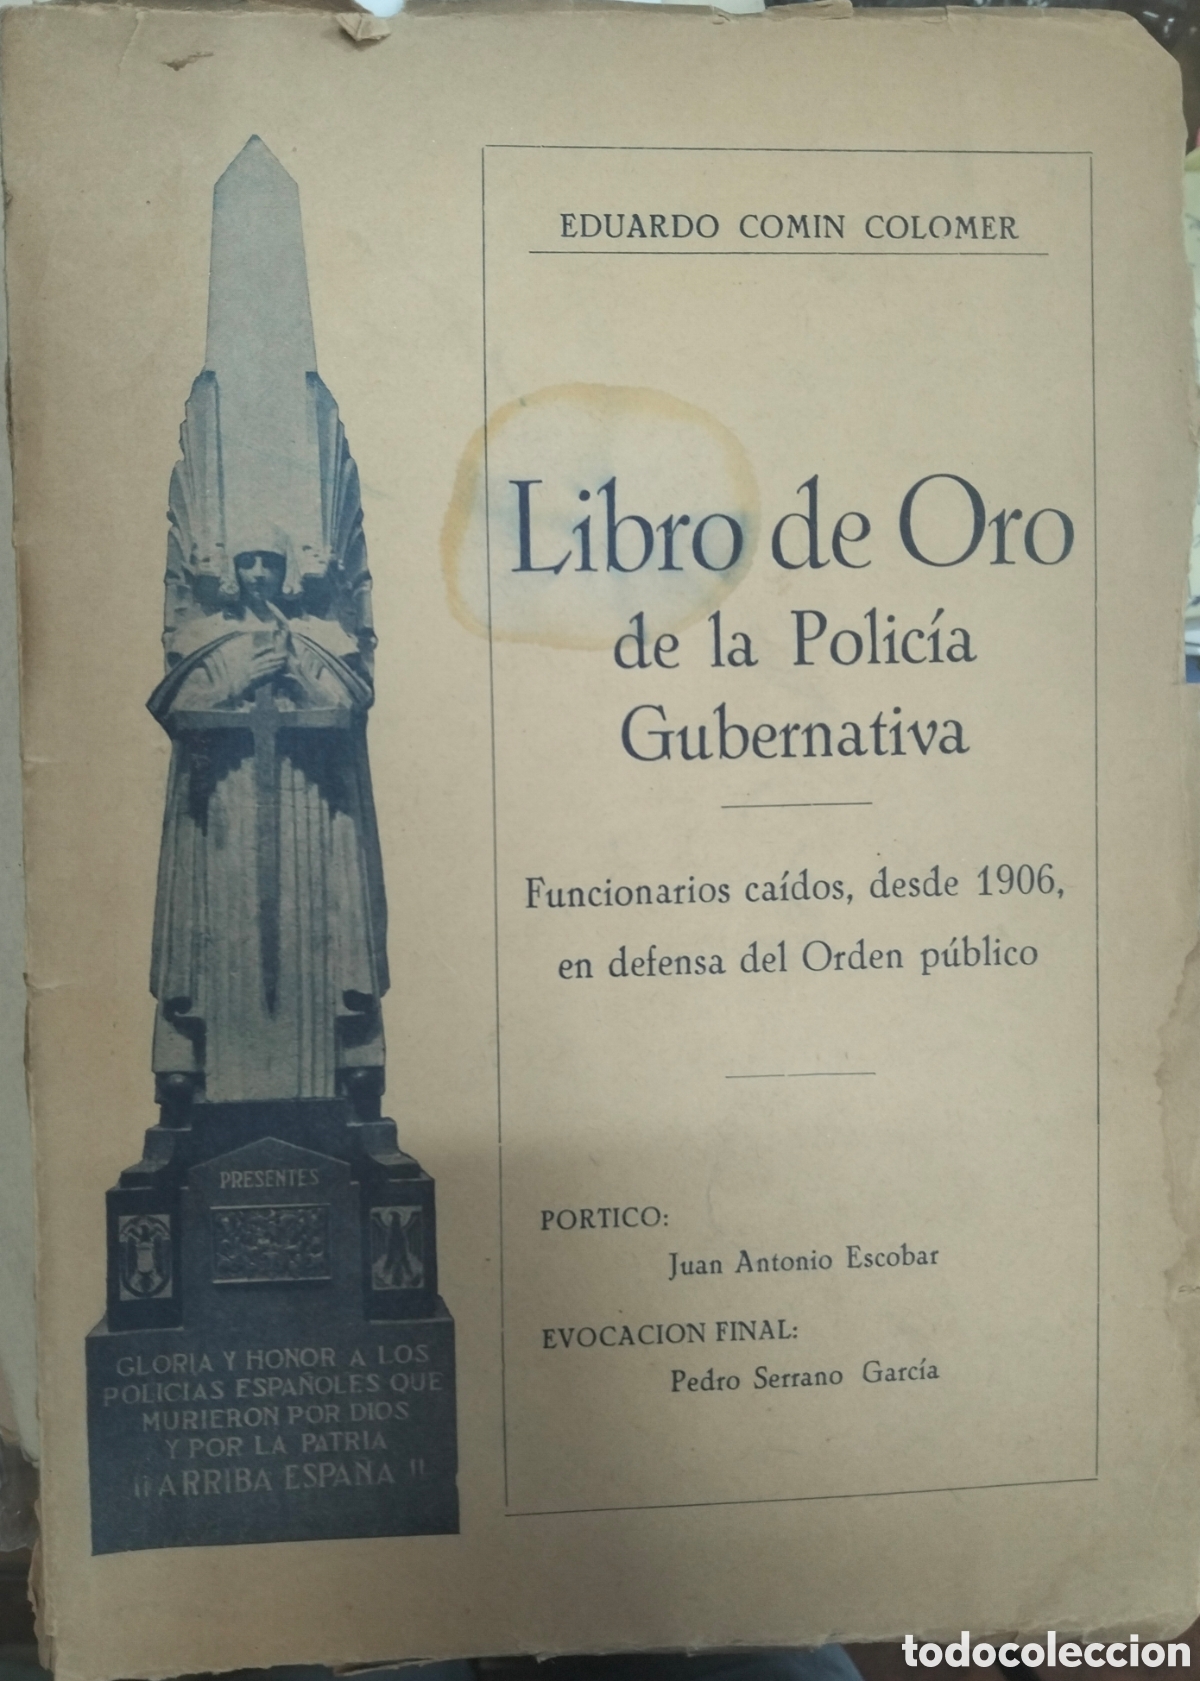 EDUARDO COMIN COLOMER
Libro de Oro
de la Policía
Gubernativa
Funcionarios caídos, desde 1906,
en defensa del Orden público
PORTICO:
Juan Antonio Escobar
EVOCACION FINAL:
Pedro Serrano García
PRESENTES
GLORIA Y HONOR A LOS
POLICIAS ESPAÑOLES QUE
MURIERON POR DIOS
Y POR LA PATRIA
¡¡ARRIBA ESPAÑA!!
todocoleccion